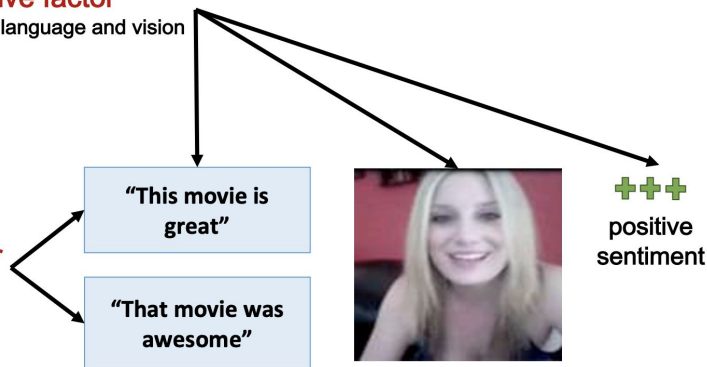 ive factor
language and vision
“This movie is
great”
“That movie was
awesome”
+++
positive
sentiment